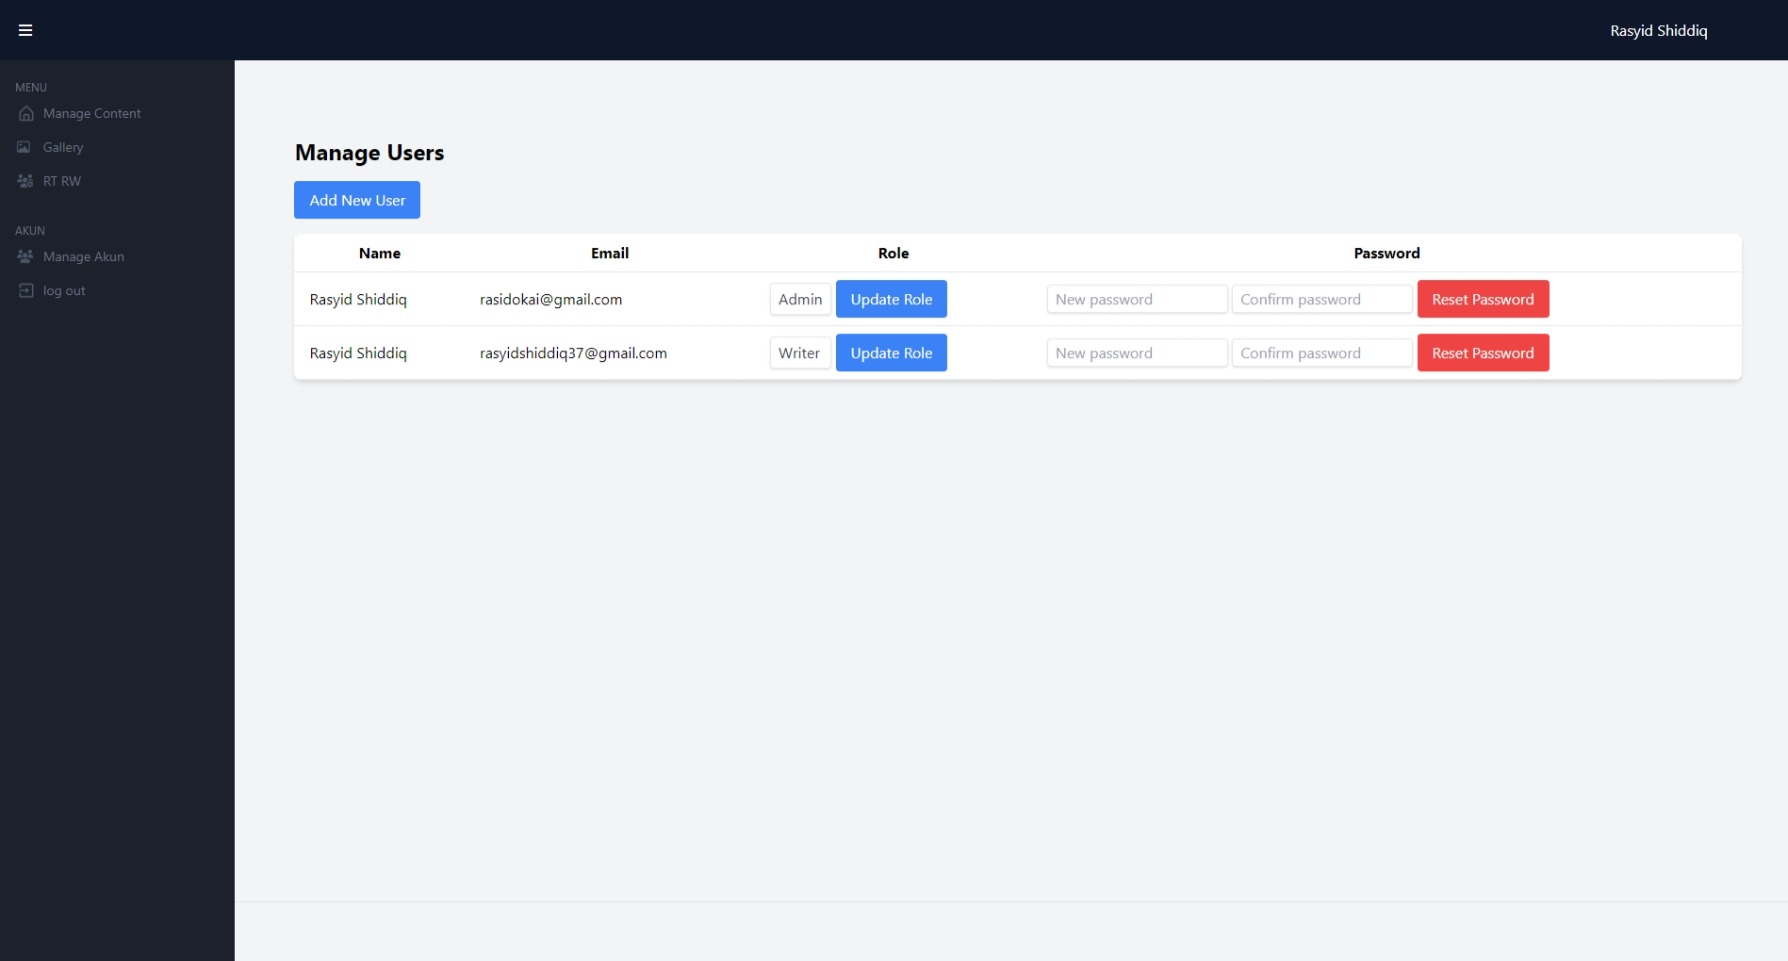 Rasyid Shiddiq
MENU
Manage Content
Gallery
RT RW
AKUN
Manage Akun
log out
Manage Users
Add New User
Name Email Role Password
Rasyid Shiddiq rasidokai@gmail.com Admin Update Role New password Confirm password Reset Password
Rasyid Shiddiq rasyidshiddiq37@gmail.com Writer Update Role New password Confirm password Reset Password